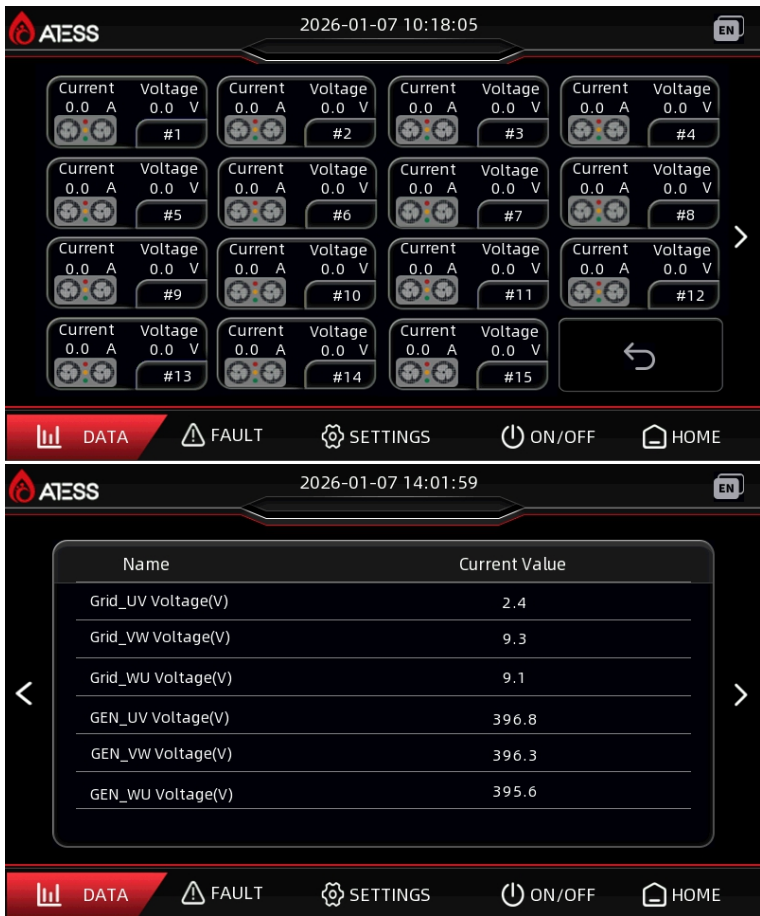 ATESS
2026-01-07 10:18:05
EN
Current Voltage Current Voltage Current Voltage Current Voltage
0.0 A 0.0 V 0.0 A 0.0 V 0.0 A 0.0 V 0.0 A 0.0 V
#1 #2 #3 #4
Current Voltage Current Voltage Current Voltage Current Voltage
0.0 A 0.0 V 0.0 A 0.0 V 0.0 A 0.0 V 0.0 A 0.0 V
#5 #6 #7 #8
Current Voltage Current Voltage Current Voltage Current Voltage
0.0 A 0.0 V 0.0 A 0.0 V 0.0 A 0.0 V 0.0 A 0.0 V
#9 #10 #11 #12
Current Voltage Current Voltage Current Voltage
0.0 A 0.0 V 0.0 A 0.0 V 0.0 A 0.0 V
#13 #14 #15
DATA FAULT SETTINGS ON/OFF HOME
ATESS
2026-01-07 14:01:59
EN
Name Current Value
Grid_UV Voltage(V) 2.4
Grid_VW Voltage(V) 9.3
Grid_WU Voltage(V) 9.1
GEN_UV Voltage(V) 396.8
GEN_VW Voltage(V) 396.3
GEN_WU Voltage(V) 395.6
DATA FAULT SETTINGS ON/OFF HOME